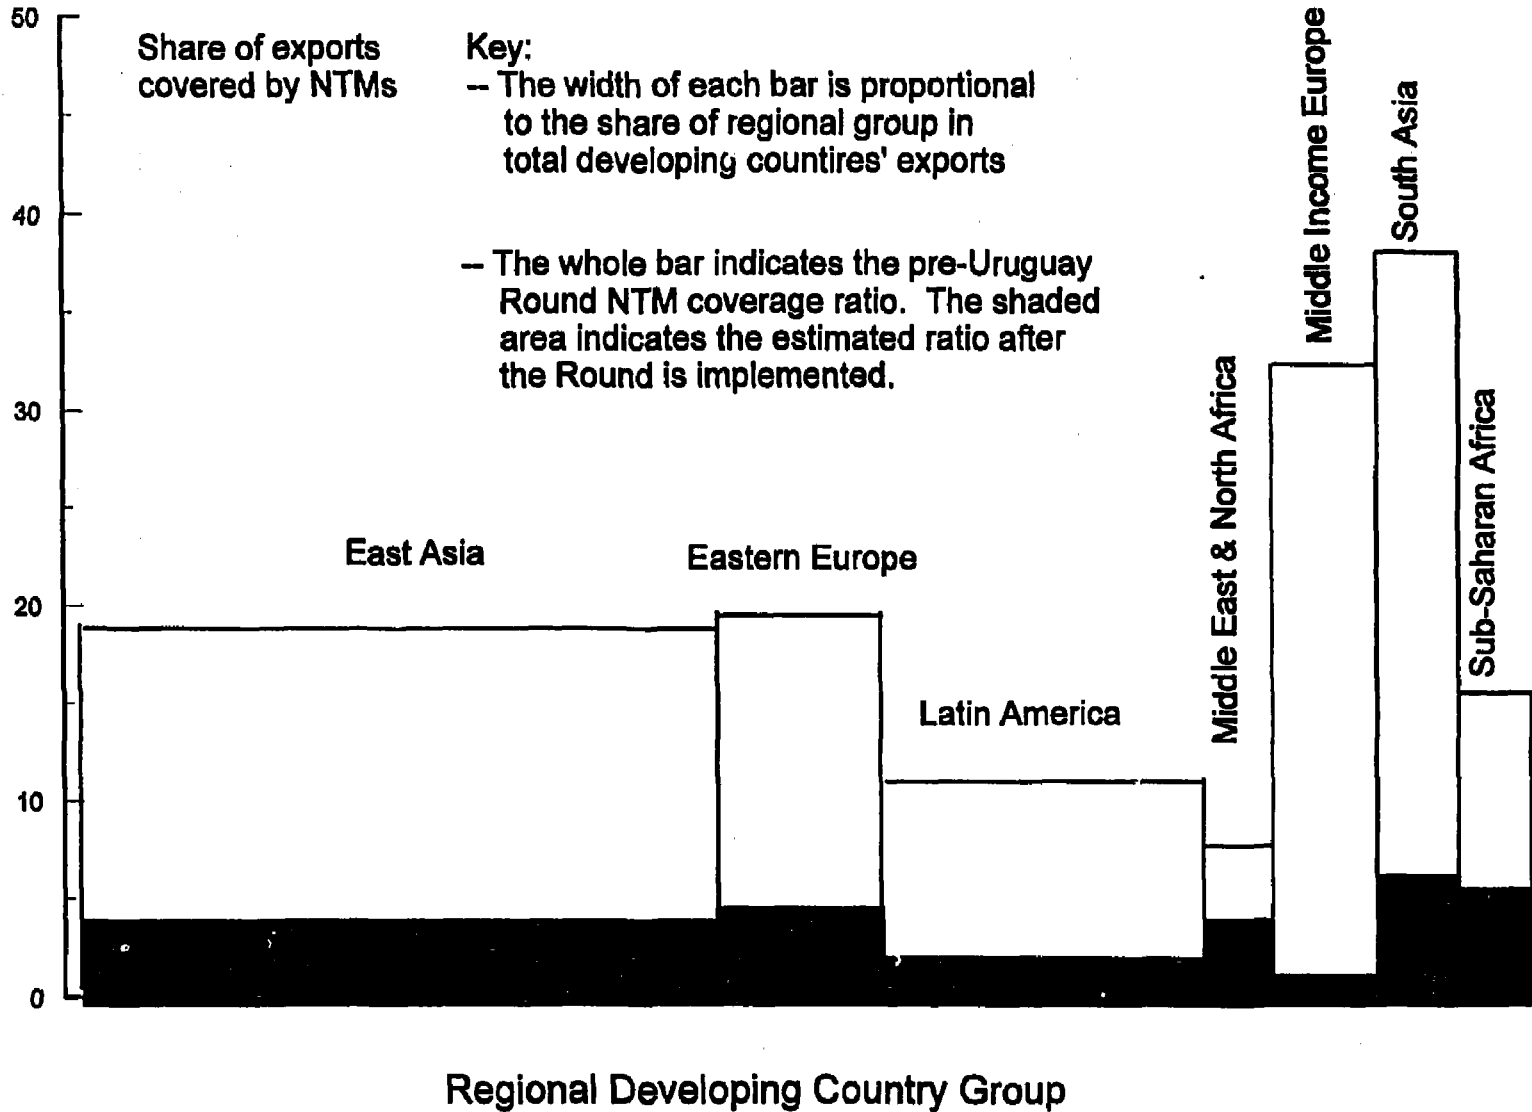 50
40
30
20
10
0
Share of exports
covered by NTMs
Key:
-- The width of each bar is proportional
to the share of regional group in
total developing countires' exports
-- The whole bar indicates the pre-Uruguay
Round NTM coverage ratio. The shaded
area indicates the estimated ratio after
the Round is implemented.
East Asia
Eastern Europe
Latin America
Middle East & North Africa
Middle Income Europe
South Asia
Sub-Saharan Africa
Regional Developing Country Group